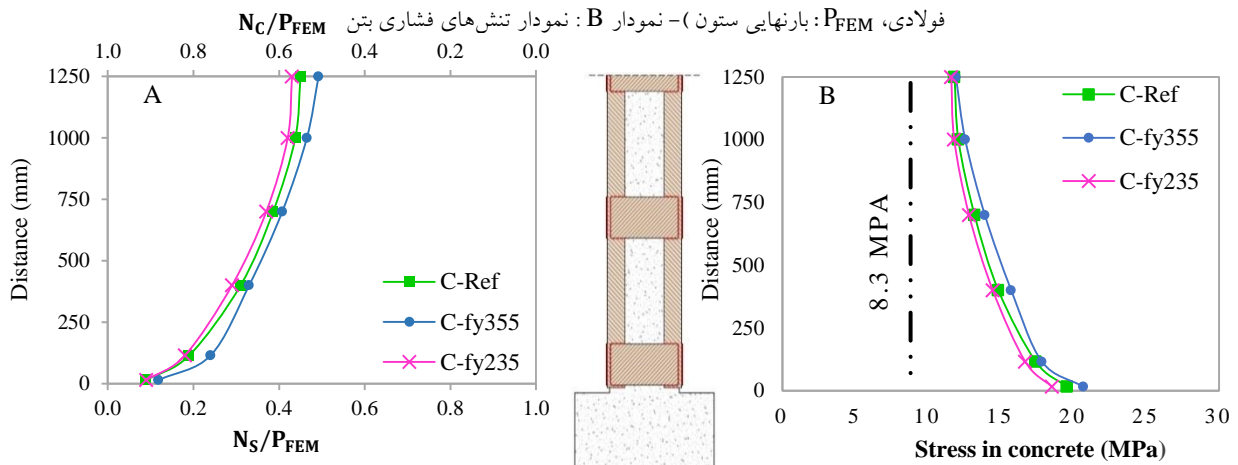 فولادی، P_FEM: بارنهایی ستون )- نمودار B : نمودار تنش‌های فشاری بتن
N_C/P_FEM
1.0 0.8 0.6 0.4 0.2 0.0
1250
1000
750
500
250
0
Distance (mm)
A
C-Ref
C-fy355
C-fy235
0.0 0.2 0.4 0.6 0.8 1.0
N_S/P_FEM
1250
1000
750
500
250
0
Distance (mm)
B
8.3 MPA
C-Ref
C-fy355
C-fy235
0 5 10 15 20 25 30
Stress in concrete (MPa)